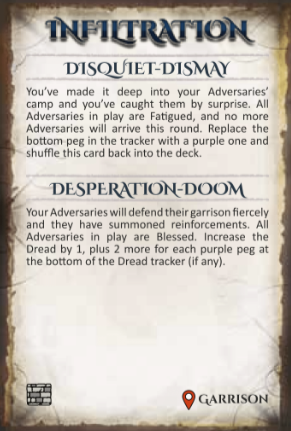 INFILTRATION
DISQUIET-DISMAY
You've made it deep into your Adversaries'
camp and you've caught them by surprise. All
Adversaries in play are Fatigued, and no more
Adversaries will arrive this round. Replace the
bottom peg in the tracker with a purple one and
shuffle this card back into the deck.
DESPERATION-DOOM
Your Adversaries will defend their garrison fiercely
and they have summoned reinforcements. All
Adversaries in play are Blessed. Increase the
Dread by 1, plus 2 more for each purple peg at
the bottom of the Dread tracker (if any).
GARRISON